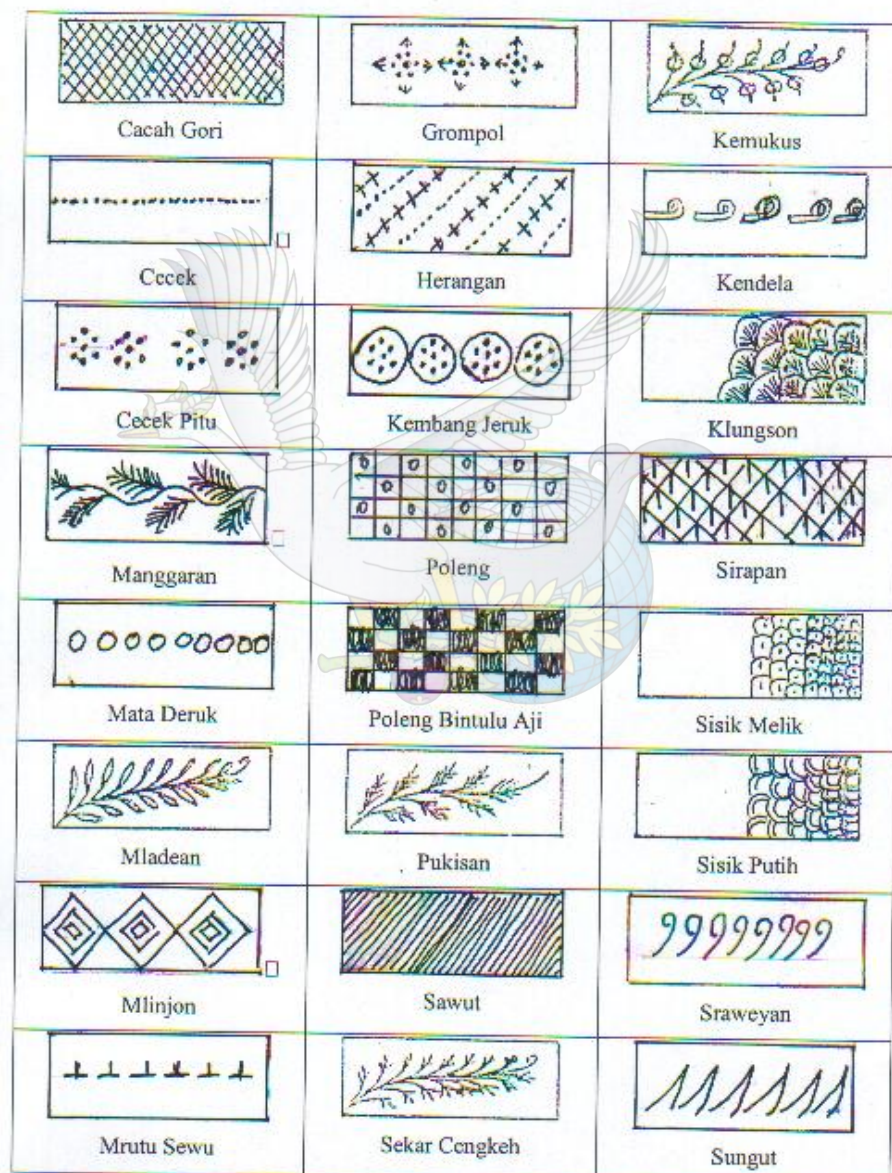 Cacah Gori
Grompol
Kemukus
Cecek
Herangan
Kendela
Cecek Pitu
Kembang Jeruk
Klungson
Manggaran
Poleng
Sirapan
Mata Deruk
Poleng Bintulu Aji
Sisik Melik
Mladean
Pukisan
Sisik Putih
Mlinjon
Sawut
Sraweyan
Mrutu Sewu
Sekar Cengkeh
Sungut